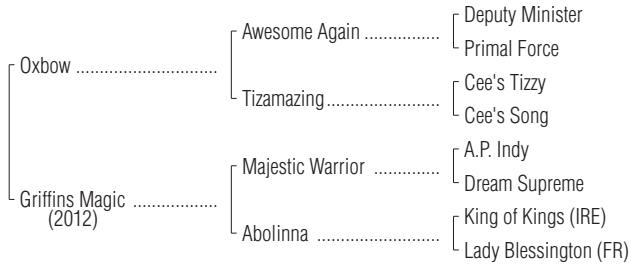 Deputy Minister
Awesome Again ................
Primal Force
Oxbow ..............................
Cee's Tizzy
Tizamazing........................
Cee's Song
A.P. Indy
Majestic Warrior ..............
Dream Supreme
Griffins Magic ..................
(2012)
King of Kings (IRE)
Abolinna ..........................
Lady Blessington (FR)